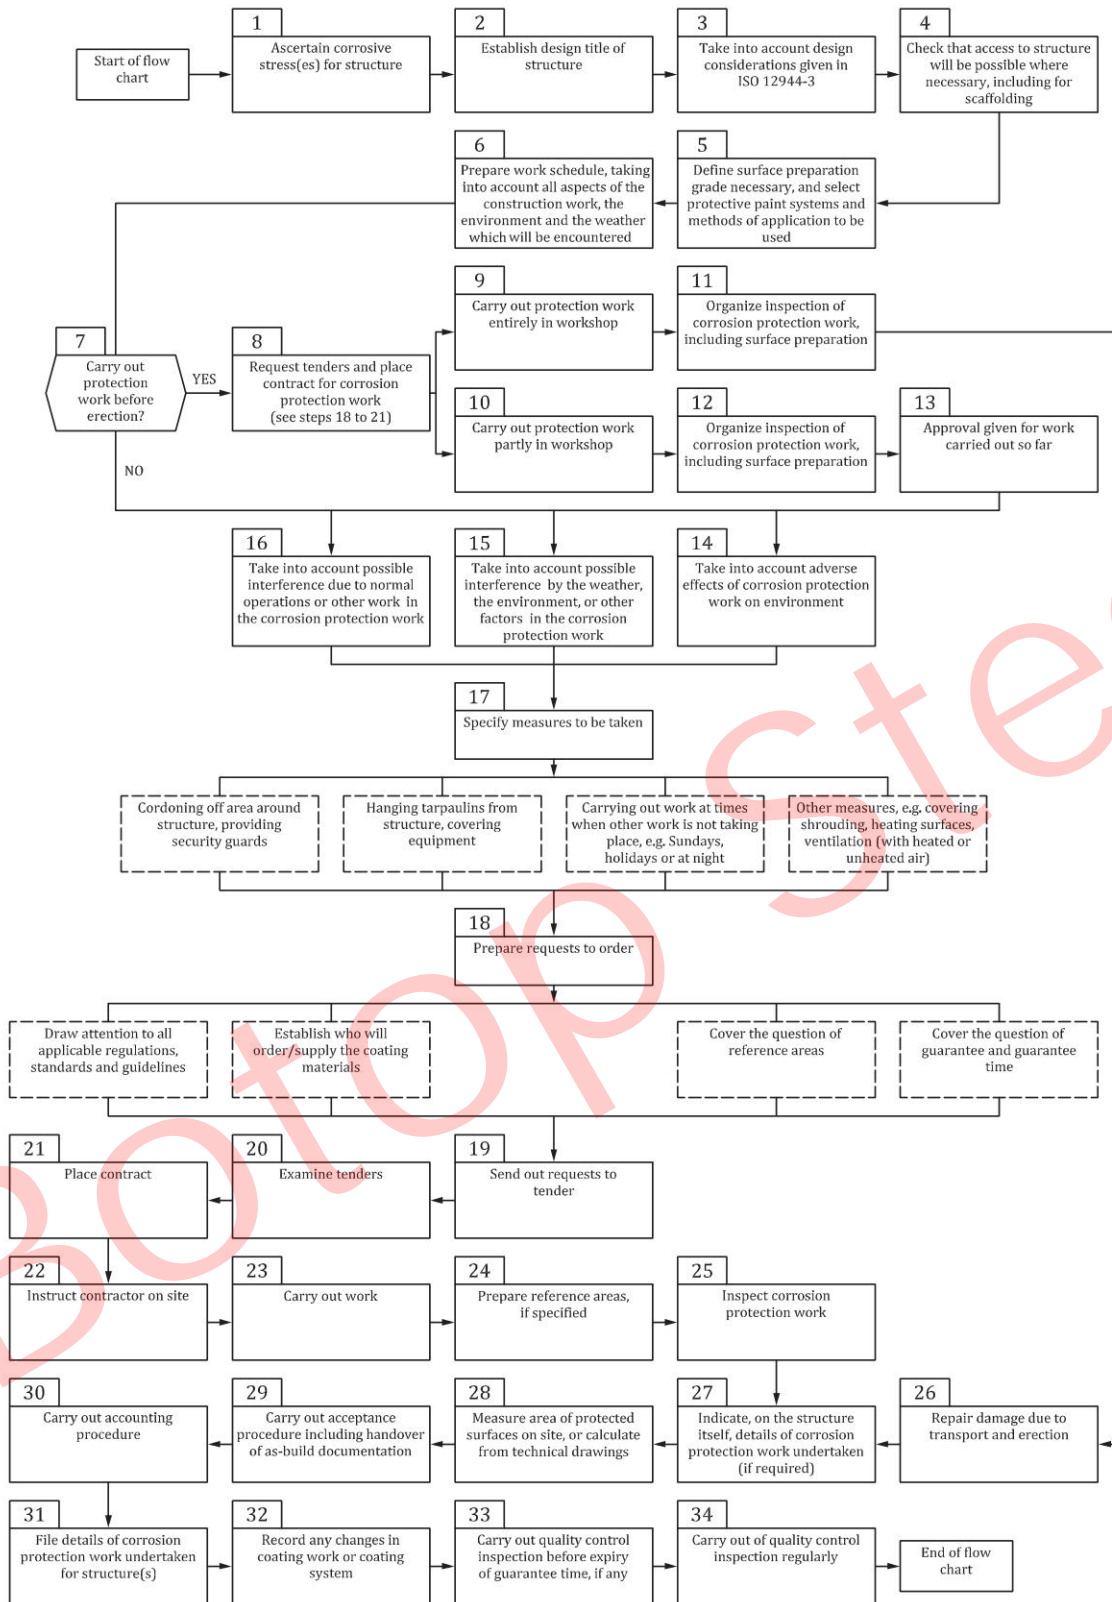 Start of flow
chart
1
Ascertain corrosive
stress(es) for structure
2
Establish design title of
structure
3
Take into account design
considerations given in
ISO 12944-3
4
Check that access to structure
will be possible where
necessary, including for
scaffolding
6
Prepare work schedule, taking
into account all aspects of the
construction work, the
environment and the weather
which will be encountered
5
Define surface preparation
grade necessary, and select
protective paint systems and
methods of application to be
used
9
Carry out protection work
entirely in workshop
11
Organize inspection of
corrosion protection work,
including surface preparation
7
Carry out
protection
work before
erection?
YES
NO
8
Request tenders and place
contract for corrosion
protection work
(see steps 18 to 21)
10
Carry out protection work
partly in workshop
12
Organize inspection of
corrosion protection work,
including surface preparation
13
Approval given for work
carried out so far
16
Take into account possible
interference due to normal
operations or other work in
the corrosion protection work
15
Take into account possible
interference by the weather,
the environment, or other
factors in the corrosion
protection work
14
Take into account adverse
effects of corrosion protection
work on environment
17
Specify measures to be taken
Cordoning off area around
structure, providing
security guards
Hanging tarpaulins from
structure, covering
equipment
Carrying out work at times
when other work is not taking
place, e.g. Sundays,
holidays or at night
Other measures, e.g. covering
shrouding, heating surfaces,
ventilation (with heated or
unheated air)
18
Prepare requests to order
Draw attention to all
applicable regulations,
standards and guidelines
Establish who will
order/supply the coating
materials
Cover the question of
reference areas
Cover the question of
guarantee and guarantee
time
21
Place contract
20
Examine tenders
19
Send out requests to
tender
22
Instruct contractor on site
23
Carry out work
24
Prepare reference areas,
if specified
25
Inspect corrosion
protection work
30
Carry out accounting
procedure
29
Carry out acceptance
procedure including handover
of as-build documentation
28
Measure area of protected
surfaces on site, or calculate
from technical drawings
27
Indicate, on the structure
itself, details of corrosion
protection work undertaken
(if required)
26
Repair damage due to
transport and erection
31
File details of corrosion
protection work undertaken
for structure(s)
32
Record any changes in
coating work or coating
system
33
Carry out quality control
inspection before expiry
of guarantee time, if any
34
Carry out of quality control
inspection regularly
End of flow
chart
Botop Ste